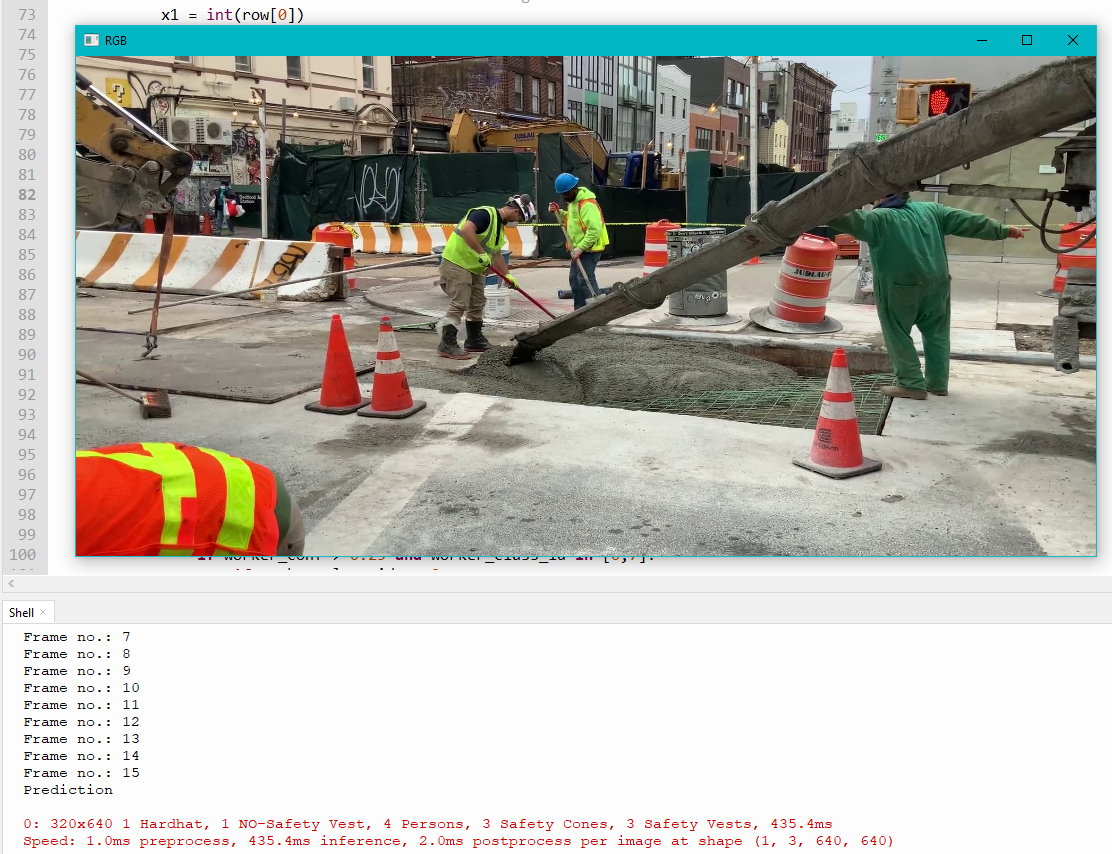 73
x1 = int(row[0])
74
RGB
75
76
77
78
79
80
81
82
83
84
85
86
87
88
89
90
91
92
93
94
95
96
97
98
99
100
?
JUDLAU
JUDLAU
Shell
Frame no.: 7
Frame no.: 8
Frame no.: 9
Frame no.: 10
Frame no.: 11
Frame no.: 12
Frame no.: 13
Frame no.: 14
Frame no.: 15
Prediction
0: 320x640 1 Hardhat, 1 NO-Safety Vest, 4 Persons, 3 Safety Cones, 3 Safety Vests, 435.4ms
Speed: 1.0ms preprocess, 435.4ms inference, 2.0ms postprocess per image at shape (1, 3, 640, 640)